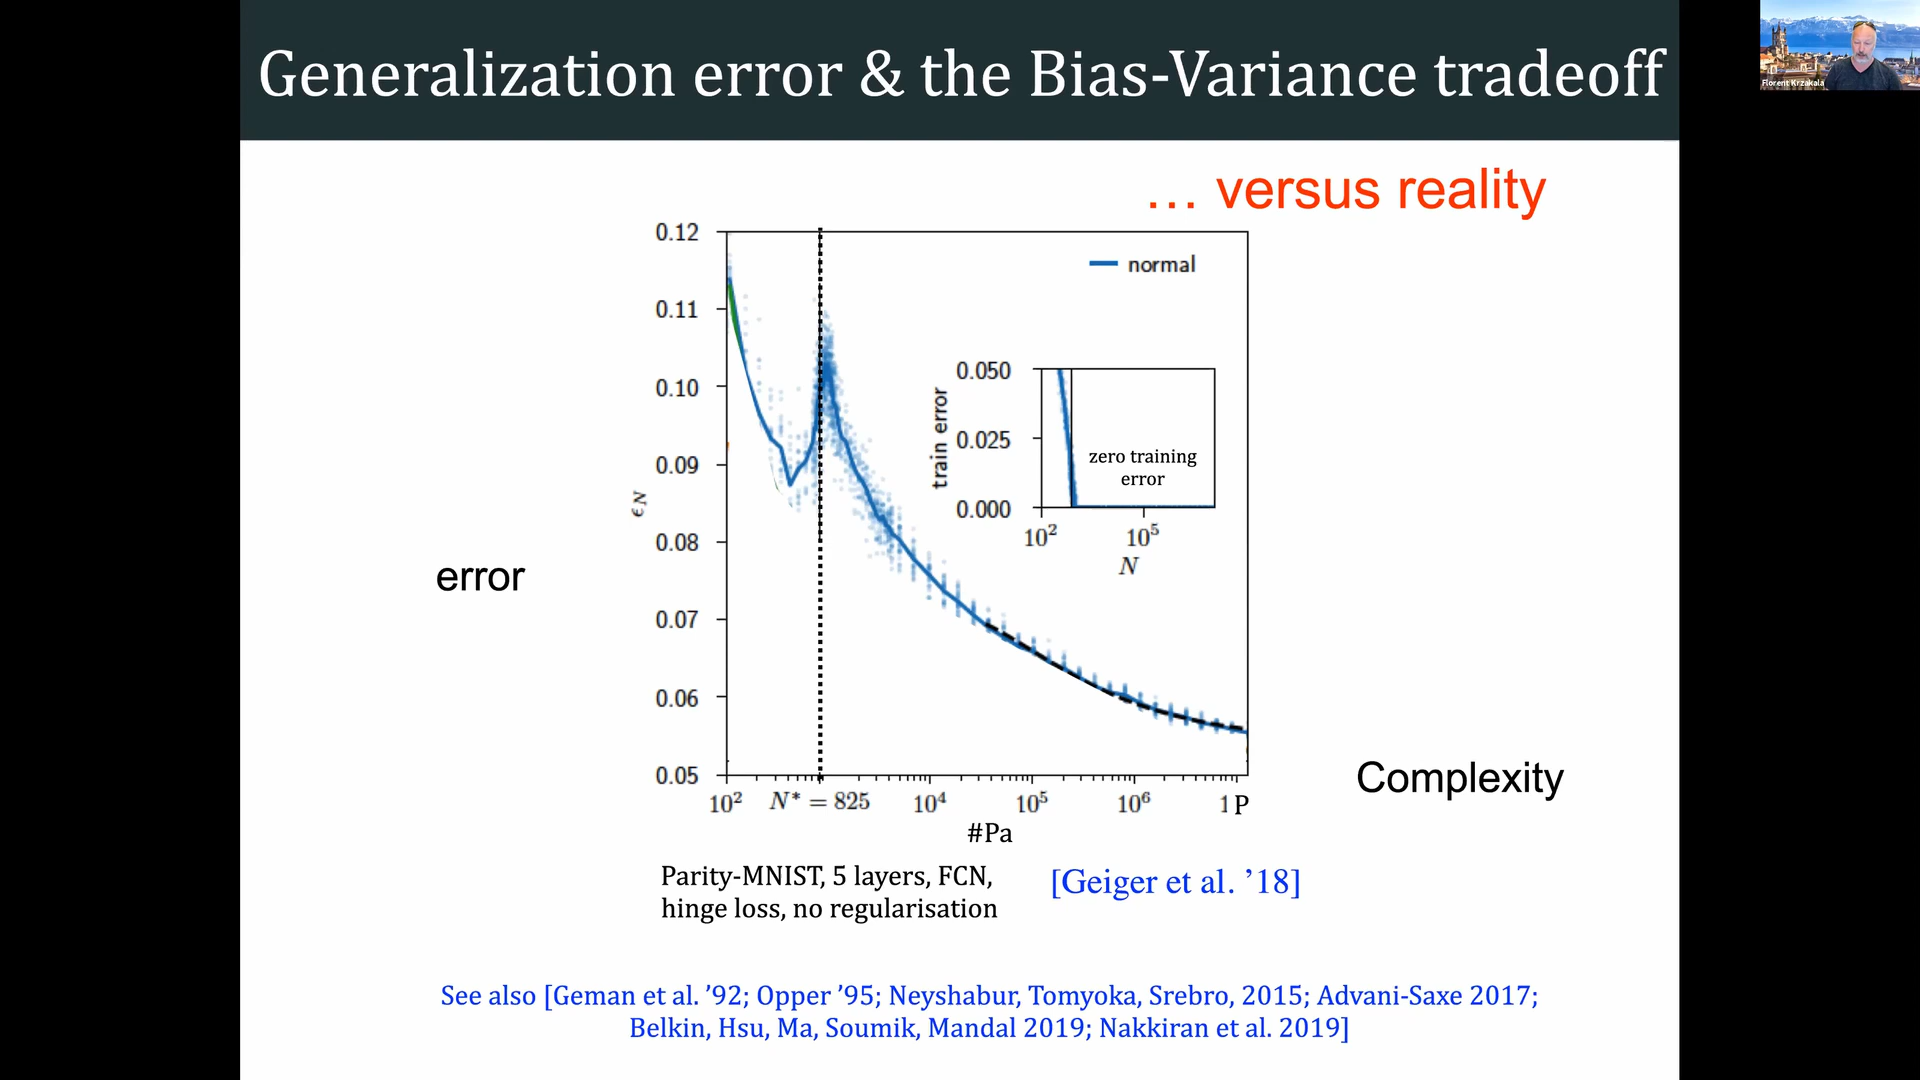 Generalization error & the Bias-Variance tradeoff
Florent Krzakala
… versus reality
0.12
0.11
0.10
0.09
0.08
0.07
0.06
0.05
ϵN
error
normal
train error
0.050
0.025
0.000
zero training
error
10² 10⁵
N
Complexity
10² N* = 825 10⁴ 10⁵ 10⁶ 1 P
#Pa
Parity-MNIST, 5 layers, FCN,
hinge loss, no regularisation
[Geiger et al. ’18]
See also [Geman et al. ’92; Opper ’95; Neyshabur, Tomyoka, Srebro, 2015; Advani-Saxe 2017;
Belkin, Hsu, Ma, Soumik, Mandal 2019; Nakkiran et al. 2019]